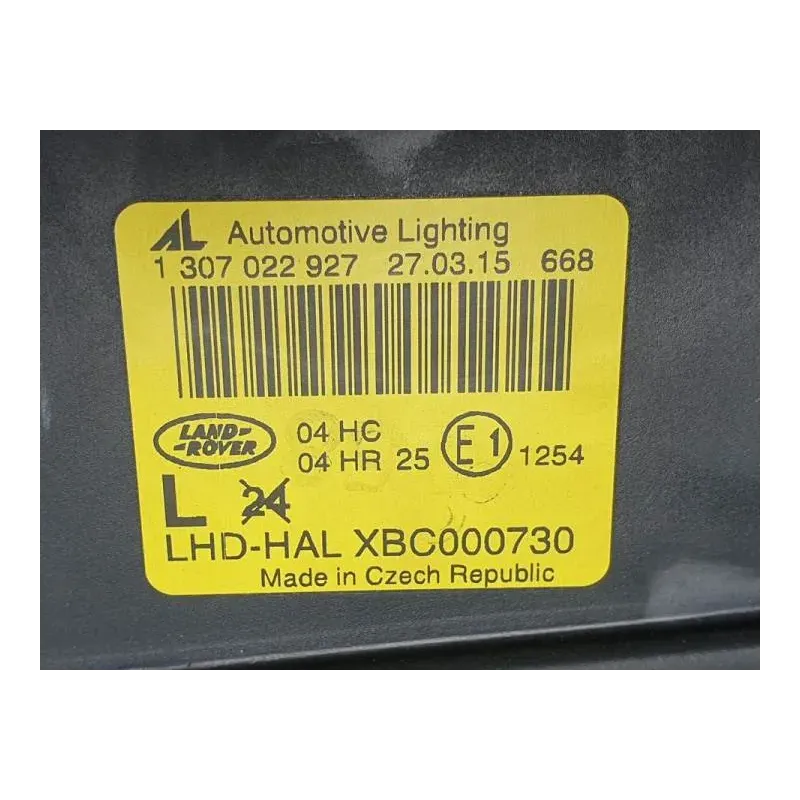 AL Automotive Lighting
1 307 022 927 27.03.15 668
LAND-
-ROVER
04 HC
04 HR 25 E1 1254
L 24
LHD-HAL XBC000730
Made in Czech Republic